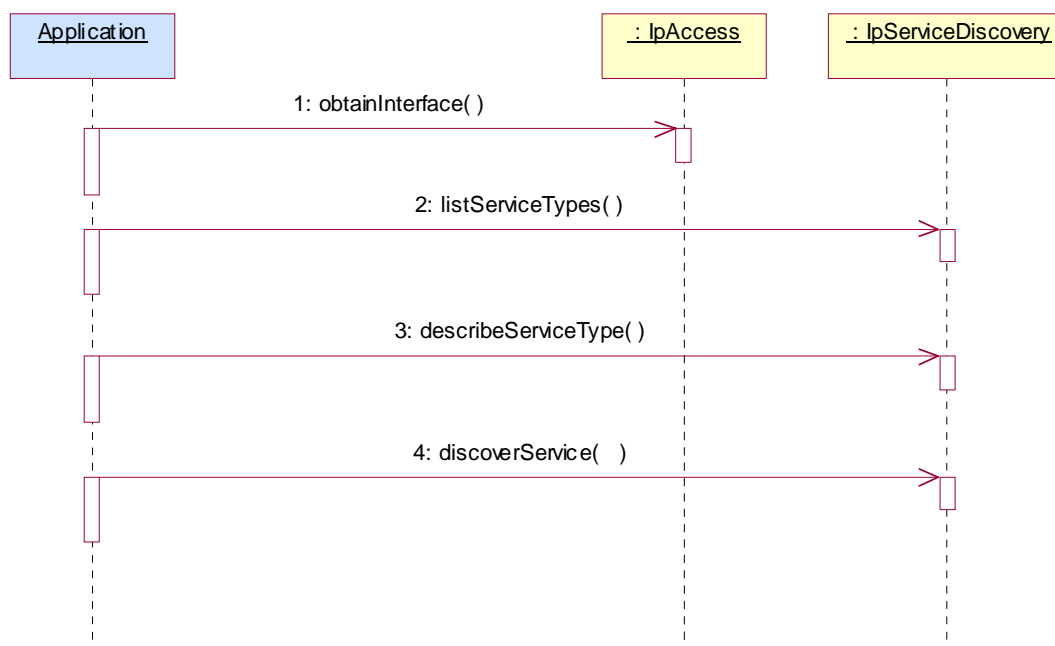 Application
: IpAccess
: IpServiceDiscovery
1: obtainInterface( )
2: listServiceTypes( )
3: describeServiceType( )
4: discoverService(   )